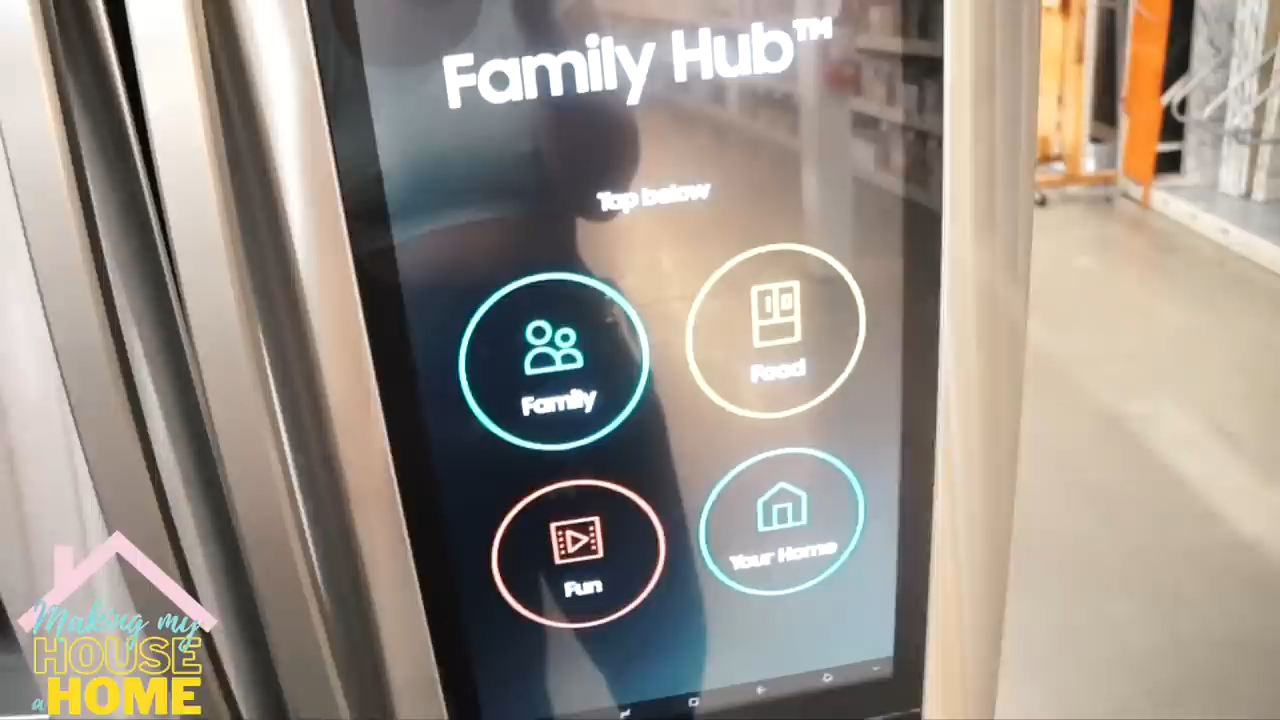 Family Hub™
Tap below
Family
Food
Fun
Your Home
Making my
HOUSE
a HOME